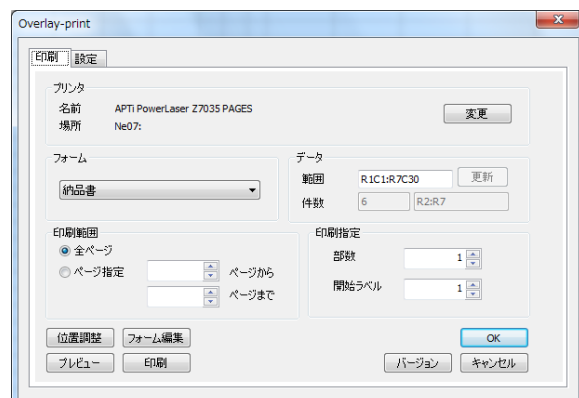 Overlay-print
印刷 設定
プリンタ
名前 APTi PowerLaser Z7035 PAGES
場所 Ne07:
変更
フォーム
納品書
データ
範囲 R1C1:R7C30 更新
件数 6 R2:R7
印刷範囲
全ページ
ページ指定 ページから
ページまで
印刷指定
部数 1
開始ラベル 1
位置調整 フォーム編集 OK
プレビュー 印刷 バージョン キャンセル